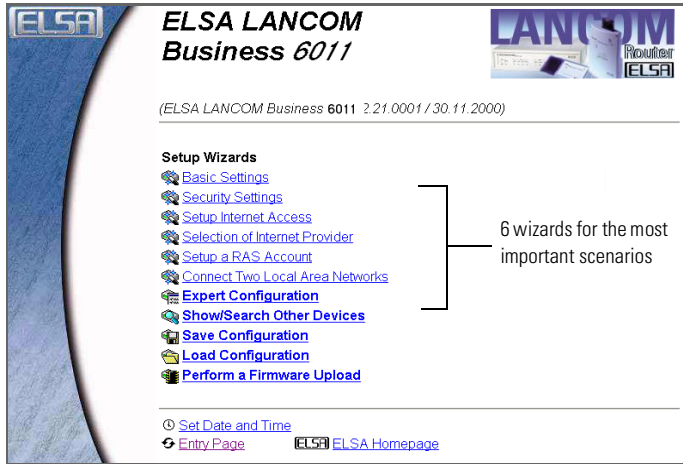 ELSA
ELSA LANCOM
Business 6011
LANCOM
Router
ELSA
(ELSA LANCOM Business 6011 2.21.0001 / 30.11.2000)
Setup Wizards
Basic Settings
Security Settings
Setup Internet Access
Selection of Internet Provider
Setup a RAS Account
Connect Two Local Area Networks
Expert Configuration
Show/Search Other Devices
Save Configuration
Load Configuration
Perform a Firmware Upload
6 wizards for the most
important scenarios
Set Date and Time
Entry Page
ELSA ELSA Homepage